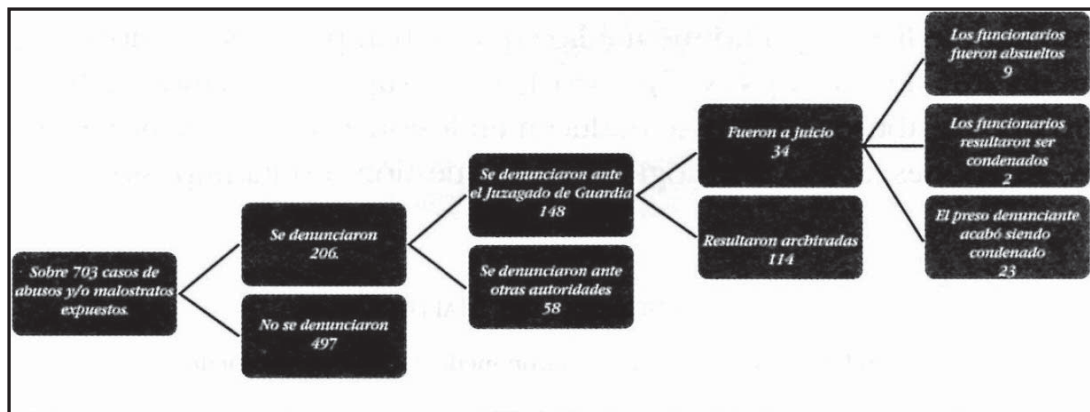 Sobre 703 casos de
abusos y/o malostratos
expuestos.
Se denunciaron
206.
No se denunciaron
497
Se denunciaron ante
el Juzagado de Guardia
148
Se denunciaron ante
otras autoridades
58
Fueron a juicio
34
Resultaron archivadas
114
Los funcionarios
fueron absueltos
9
Los funcionarios
resultaron ser
condenados
2
El preso denunciante
acabó siendo
condenado
23